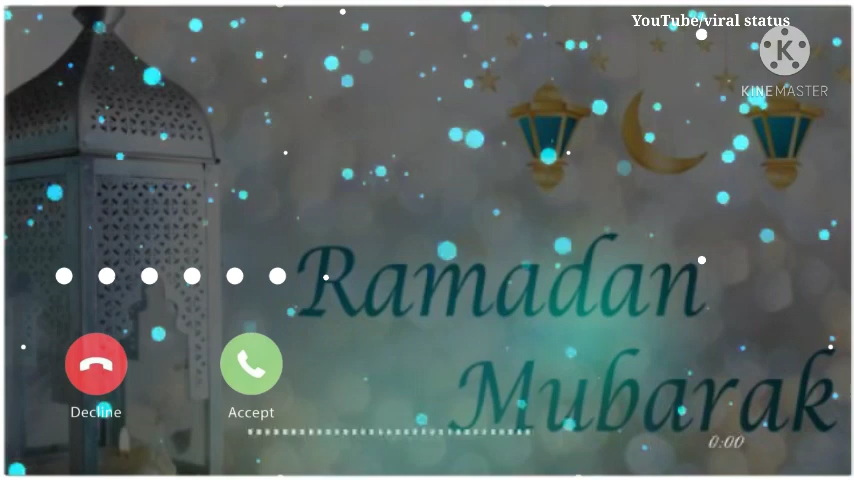 YouTube/viral status
KINEMASTER
Ramadan
Mubarak
Decline
Accept
0:00